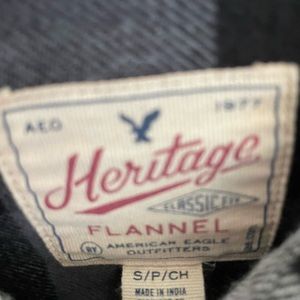 AEO 1977
Heritage
CLASSIC FIT
FLANNEL
BY AMERICAN EAGLE
OUTFITTERS
S/P/CH
MADE IN INDIA